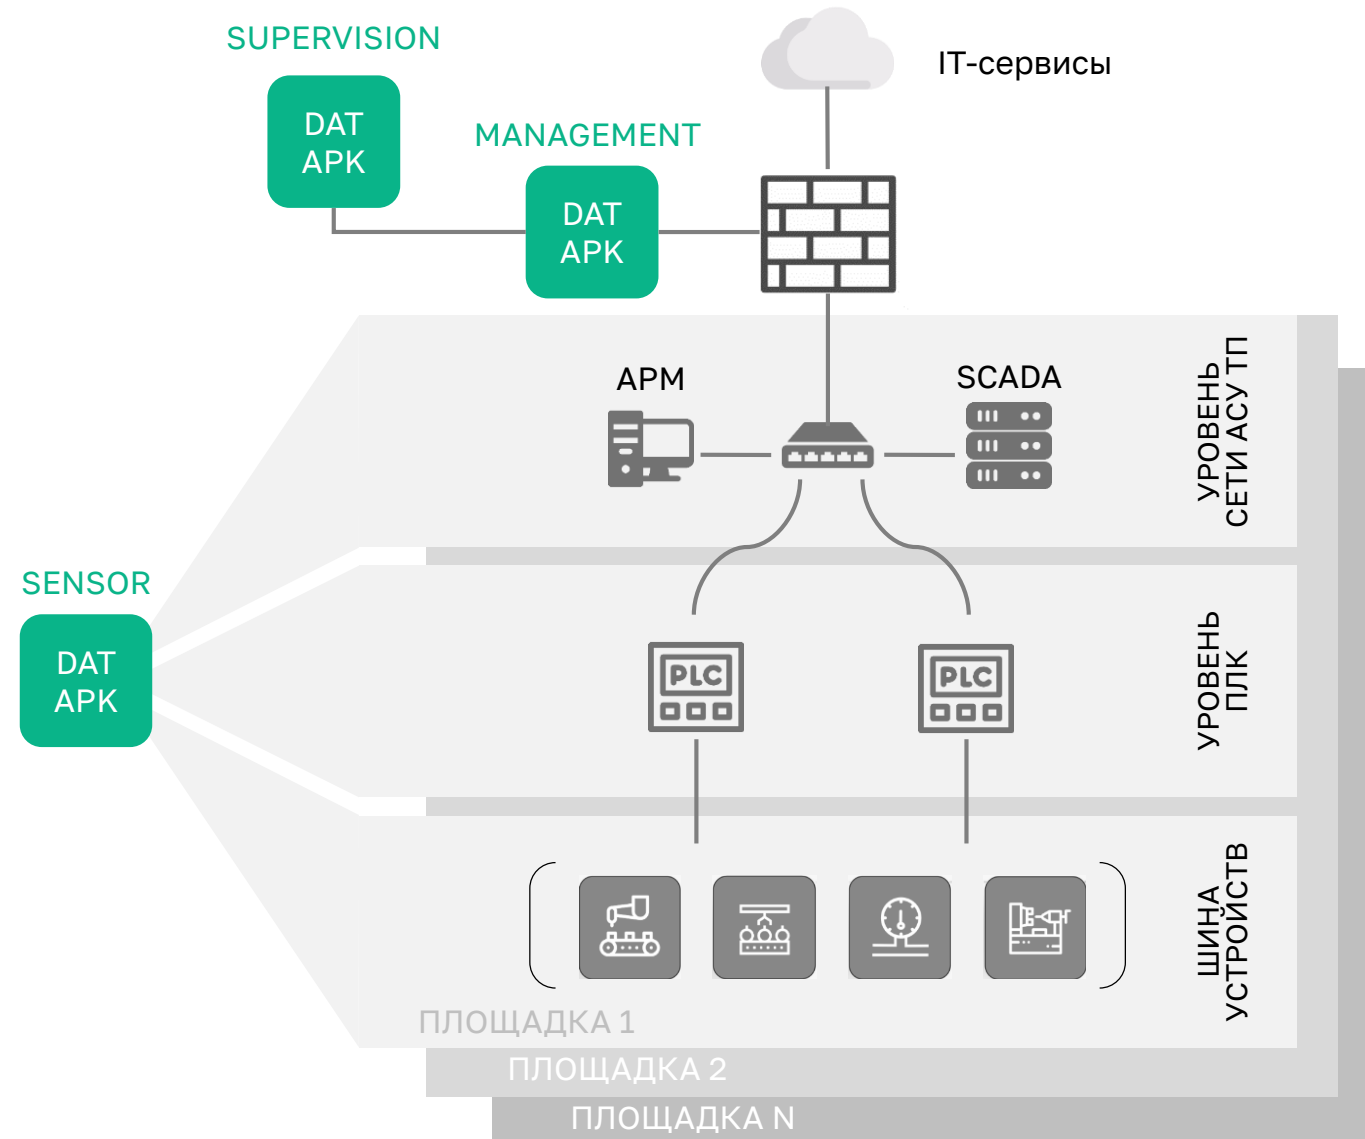 SUPERVISION
IT-сервисы
DAT
APK
MANAGEMENT
DAT
APK
АРМ
SCADA
УРОВЕНЬ
СЕТИ АСУ ТП
SENSOR
DAT
APK
PLC
PLC
УРОВЕНЬ
ПЛК
ШИНА
УСТРОЙСТВ
ПЛОЩАДКА 1
ПЛОЩАДКА 2
ПЛОЩАДКА N